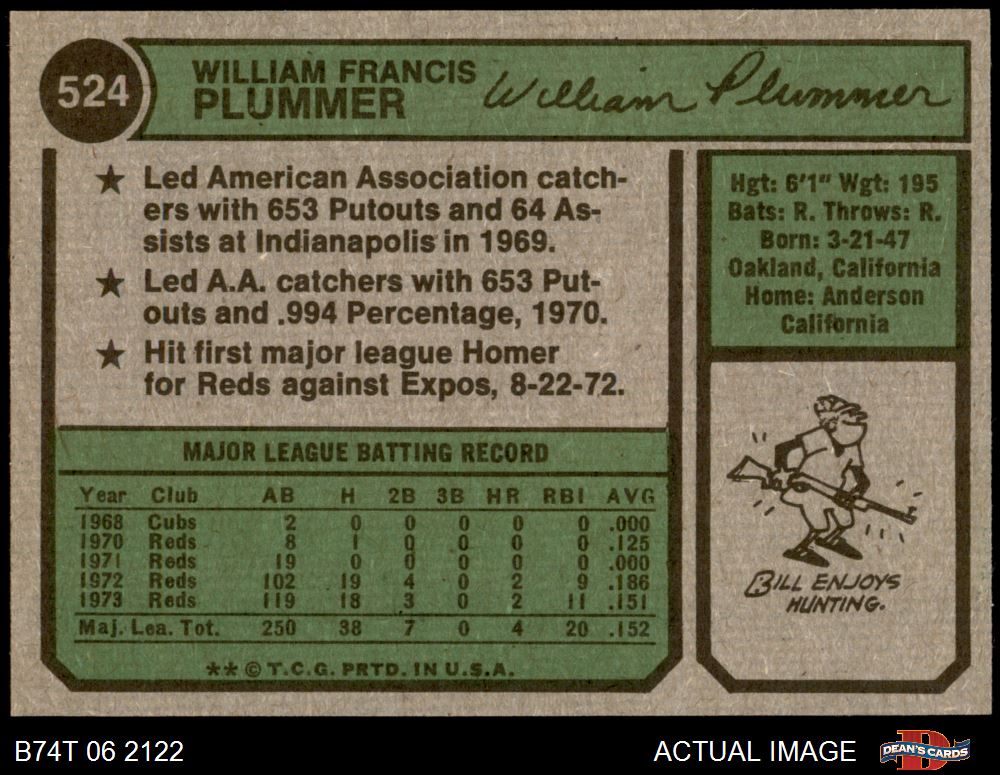 524
WILLIAM FRANCIS
PLUMMER
William Plummer
★ Led American Association catch-
ers with 653 Putouts and 64 As-
sists at Indianapolis in 1969.
★ Led A.A. catchers with 653 Put-
outs and .994 Percentage, 1970.
★ Hit first major league Homer
for Reds against Expos, 8-22-72.
MAJOR LEAGUE BATTING RECORD
Year Club AB H 2B 3B HR RBI AVG
1968 Cubs 2 0 0 0 0 0 .000
1970 Reds 8 1 0 0 0 0 .125
1971 Reds 19 0 0 0 0 0 .000
1972 Reds 102 19 4 0 2 9 .186
1973 Reds 119 18 3 0 2 11 .151
Maj. Lea. Tot. 250 38 7 0 4 20 .152
** © T.C.G. PRTD. IN U.S.A.
Hgt: 6'1" Wgt: 195
Bats: R. Throws: R.
Born: 3-21-47
Oakland, California
Home: Anderson
California
BILL ENJOYS
HUNTING.
B74T 06 2122
ACTUAL IMAGE
D
DEAN'S CARDS